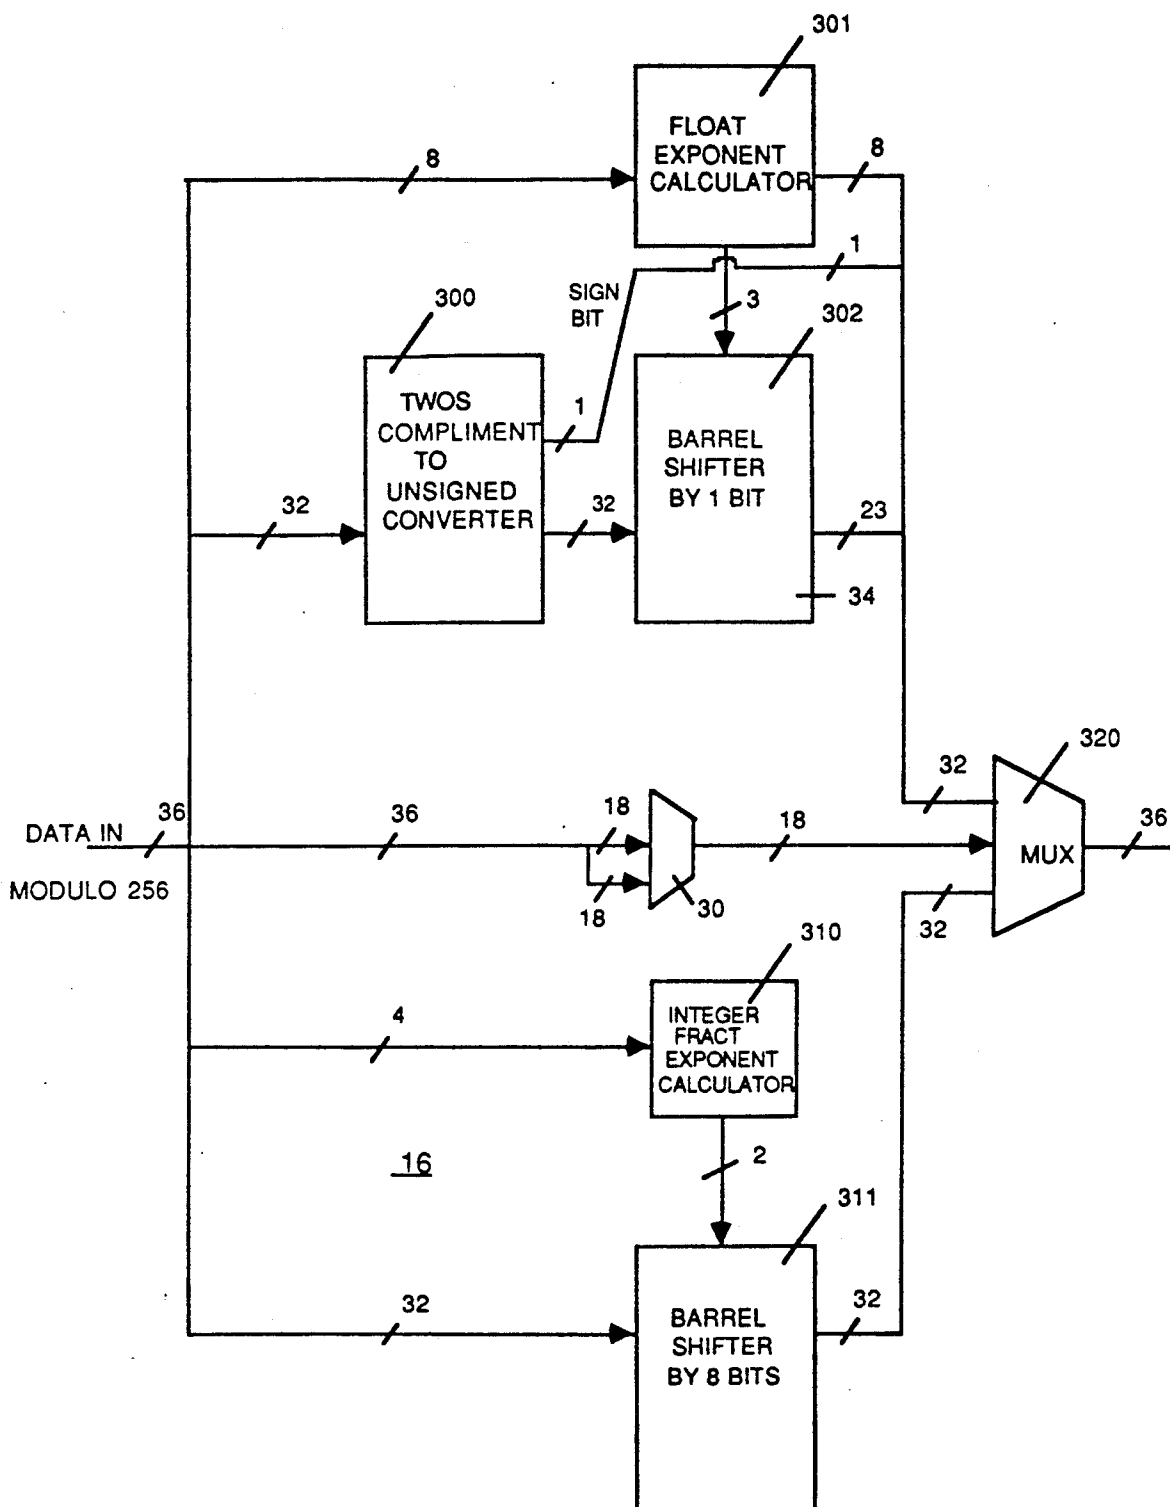 301
FLOAT
EXPONENT
CALCULATOR
8
8
1
SIGN
BIT
3
300
302
TWOS
COMPLIMENT
TO
UNSIGNED
CONVERTER
1
BARREL
SHIFTER
BY 1 BIT
32
32
23
34
320
32
DATA IN
36
36
18
18
MUX
36
MODULO 256
18
30
32
310
4
INTEGER
FRACT
EXPONENT
CALCULATOR
16
2
311
32
BARREL
SHIFTER
BY 8 BITS
32